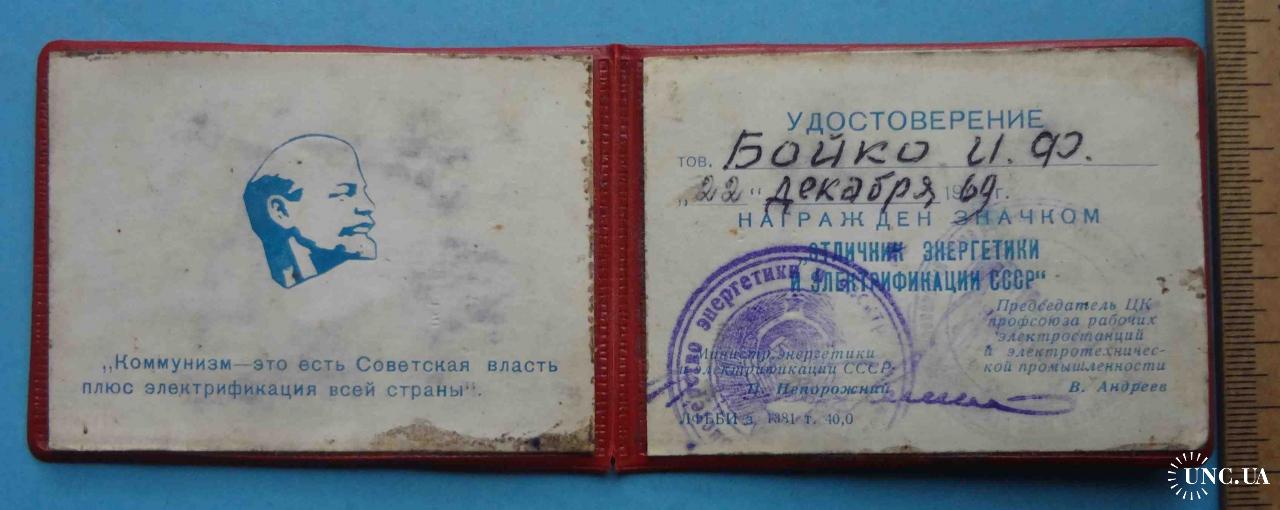 „Коммунизм—это есть Советская власть
плюс электрификация всей страны“.
УДОСТОВЕРЕНИЕ
тов. Бойко И. Ф.
„22“ декабря 1969 г.
НАГРАЖДЕН ЗНАЧКОМ
„ОТЛИЧНИК ЭНЕРГЕТИКИ
И ЭЛЕКТРИФИКАЦИИ СССР“
Министр энергетики
и электрификации СССР
П. Непорожний
Председатель ЦК
профсоюза рабочих
электростанций
и электротехничес-
кой промышленности
В. Андреев
ЛФББИ з. 1381 т. 40,0
энергетики и
UNC.UA